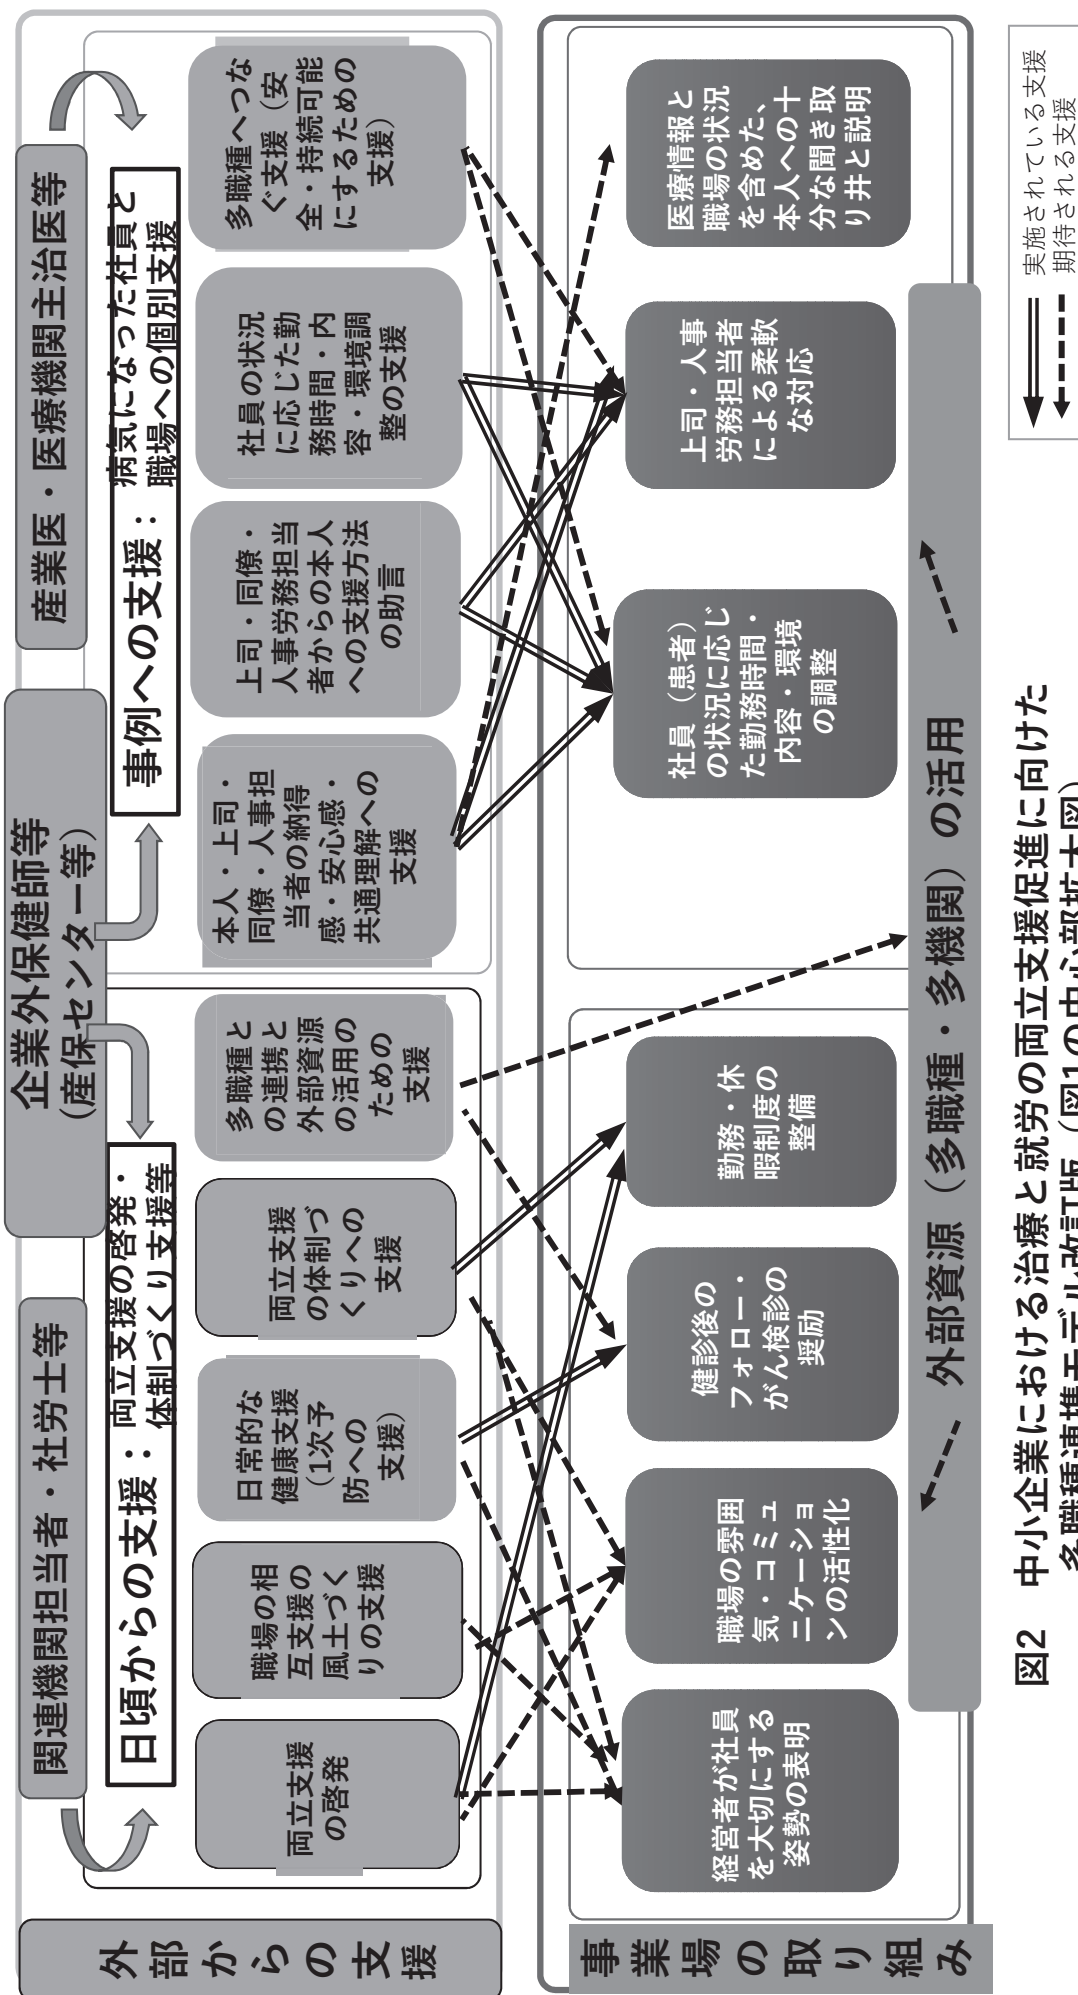 外部からの支援
関連機関担当者・社労士等
企業外保健師等
(産保センター等)
産業医・医療機関主治医等
日頃からの支援：
両立支援の啓発・
体制づくり支援等
事例への支援：
病気になった社員と
職場への個別支援
両立支援
の啓発
職場の相
互支援の
風土づく
りの支援
日常的な
健康支援
(1次予
防への
支援)
両立支援
の体制づ
くりへの
支援
多職種と
の連携と
外部資源
の活用の
ための
支援
本人・上司・
同僚・人事担
当者の納得
感・安心感・
共通理解への
支援
上司・同僚・
人事労務担当
者からの本人
への支援方法
の助言
社員の状況
に応じた勤
務時間・内
容・環境調
整の支援
多職種へつな
ぐ支援（安
全・持続可能
にするための
支援）
事業場の取り組み
経営者が社員
を大切にする
姿勢の表明
職場の雰囲
気・コミュ
ニケーショ
ンの活性化
健診後の
フォロー・
がん検診の
奨励
勤務・休
暇制度の
整備
社員（患者）
の状況に応じ
た勤務時間・
内容・環境
の調整
上司・人事
労務担当者
による柔軟
な対応
医療情報と
職場の状況
を含めた、
本人への十
分な聞き取
り井と説明
外部資源（多職種・多機関）の活用
実施されている支援
期待される支援
図2　中小企業における治療と就労の両立支援促進に向けた
多職種連携モデル改訂版（図1の中心部拡大図）